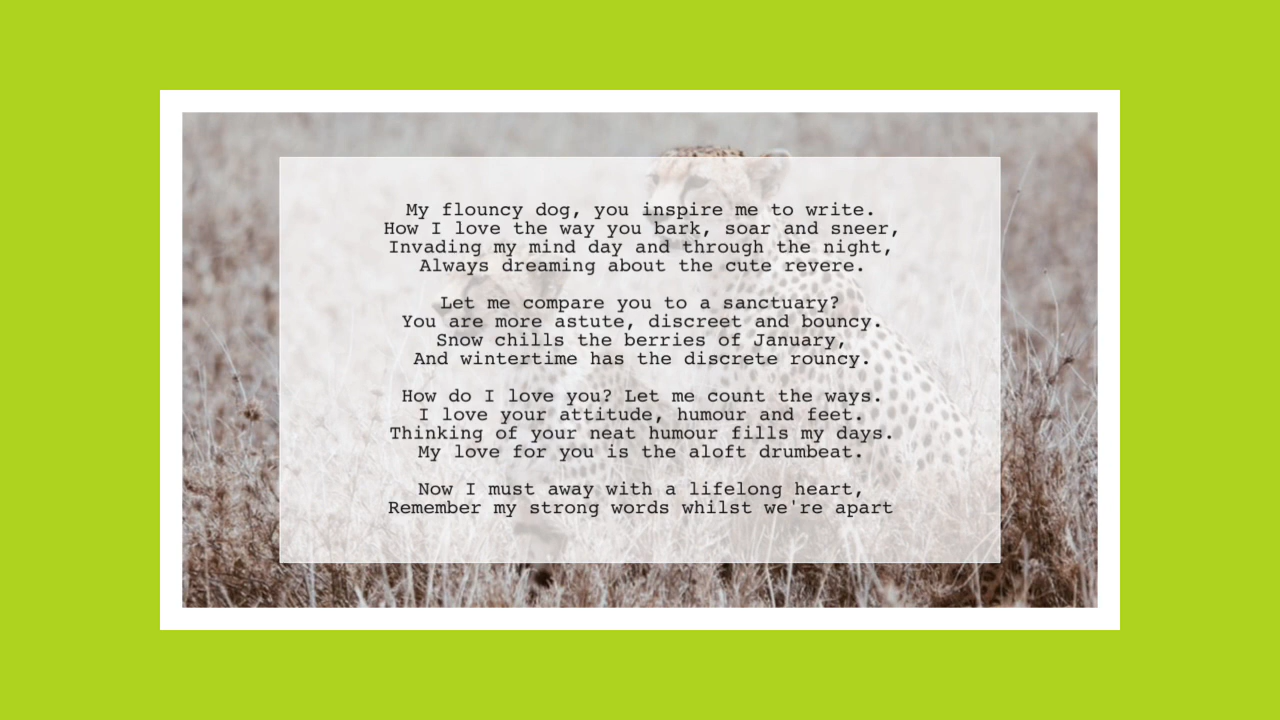 My flouncy dog, you inspire me to write.
How I love the way you bark, soar and sneer,
Invading my mind day and through the night,
Always dreaming about the cute revere.
Let me compare you to a sanctuary?
You are more astute, discreet and bouncy.
Snow chills the berries of January,
And wintertime has the discrete rouncy.
How do I love you? Let me count the ways.
I love your attitude, humour and feet.
Thinking of your neat humour fills my days.
My love for you is the aloft drumbeat.
Now I must away with a lifelong heart,
Remember my strong words whilst we're apart